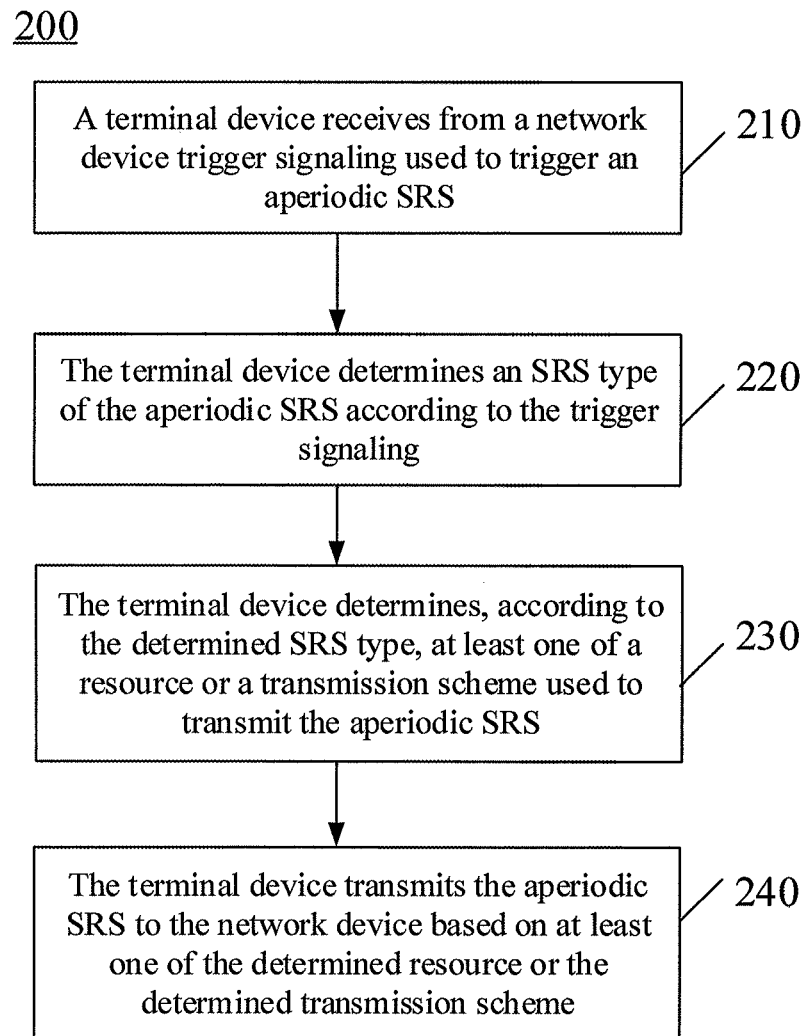 200
A terminal device receives from a network
device trigger signaling used to trigger an
aperiodic SRS
210
The terminal device determines an SRS type
of the aperiodic SRS according to the trigger
signaling
220
The terminal device determines, according to
the determined SRS type, at least one of a
resource or a transmission scheme used to
transmit the aperiodic SRS
230
The terminal device transmits the aperiodic
SRS to the network device based on at least
one of the determined resource or the
determined transmission scheme
240